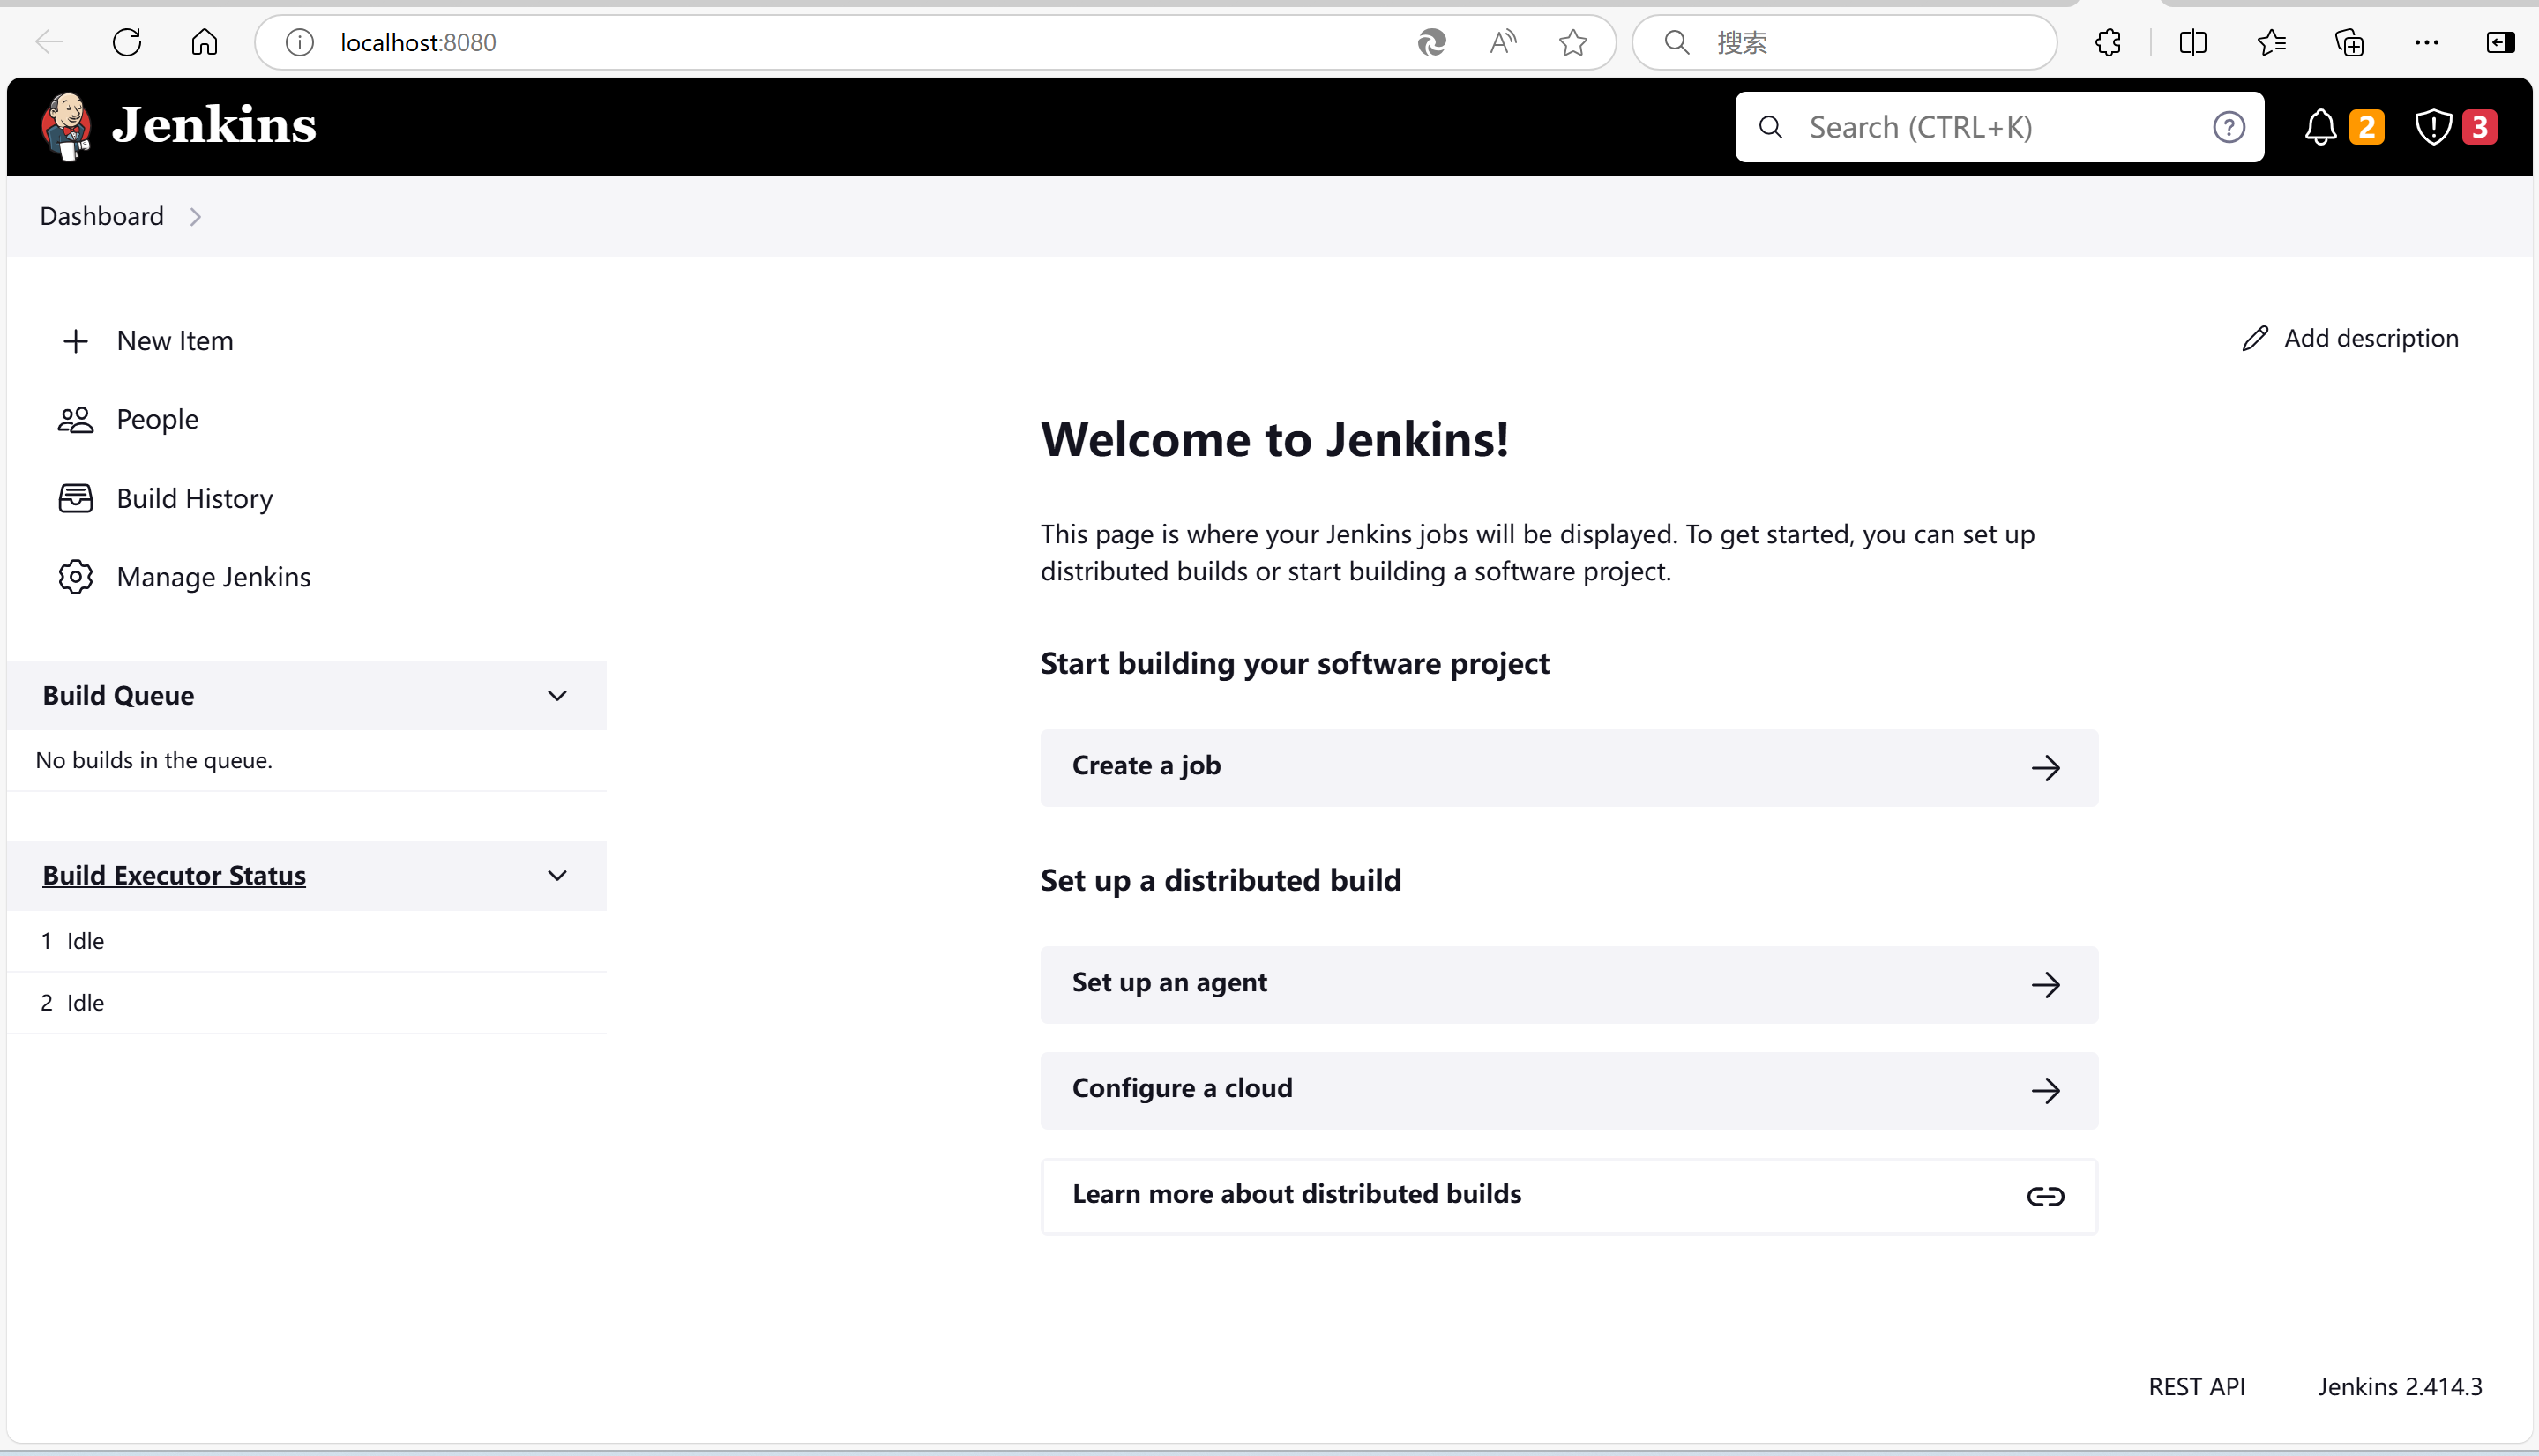 localhost:8080
搜索
Jenkins
Search (CTRL+K)
2
3
Dashboard
New Item
Add description
People
Build History
Manage Jenkins
Build Queue
No builds in the queue.
Build Executor Status
1 Idle
2 Idle
Welcome to Jenkins!
This page is where your Jenkins jobs will be displayed. To get started, you can set up
distributed builds or start building a software project.
Start building your software project
Create a job
Set up a distributed build
Set up an agent
Configure a cloud
Learn more about distributed builds
REST API
Jenkins 2.414.3